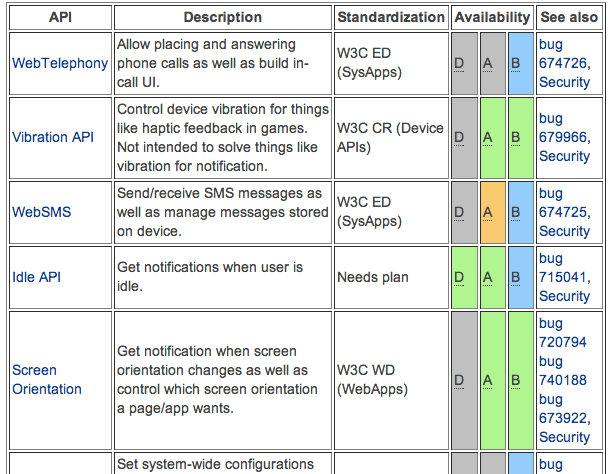 API Description Standardization Availability See also
WebTelephony
Allow placing and answering
phone calls as well as build in-
call UI.
W3C ED
(SysApps)
D A B
bug
674726,
Security
Vibration API
Control device vibration for things
like haptic feedback in games.
Not intended to solve things like
vibration for notification.
W3C CR (Device
APIs)
D A B
bug
679966,
Security
WebSMS
Send/receive SMS messages as
well as manage messages stored
on device.
W3C ED
(SysApps)
D A B
bug
674725,
Security
Idle API
Get notifications when user is
idle.
Needs plan
D A B
bug
715041,
Security
Screen
Orientation
Get notification when screen
orientation changes as well as
control which screen orientation
a page/app wants.
W3C WD
(WebApps)
D A B
bug
720794
bug
740188
bug
673922,
Security
Set system-wide configurations
bug